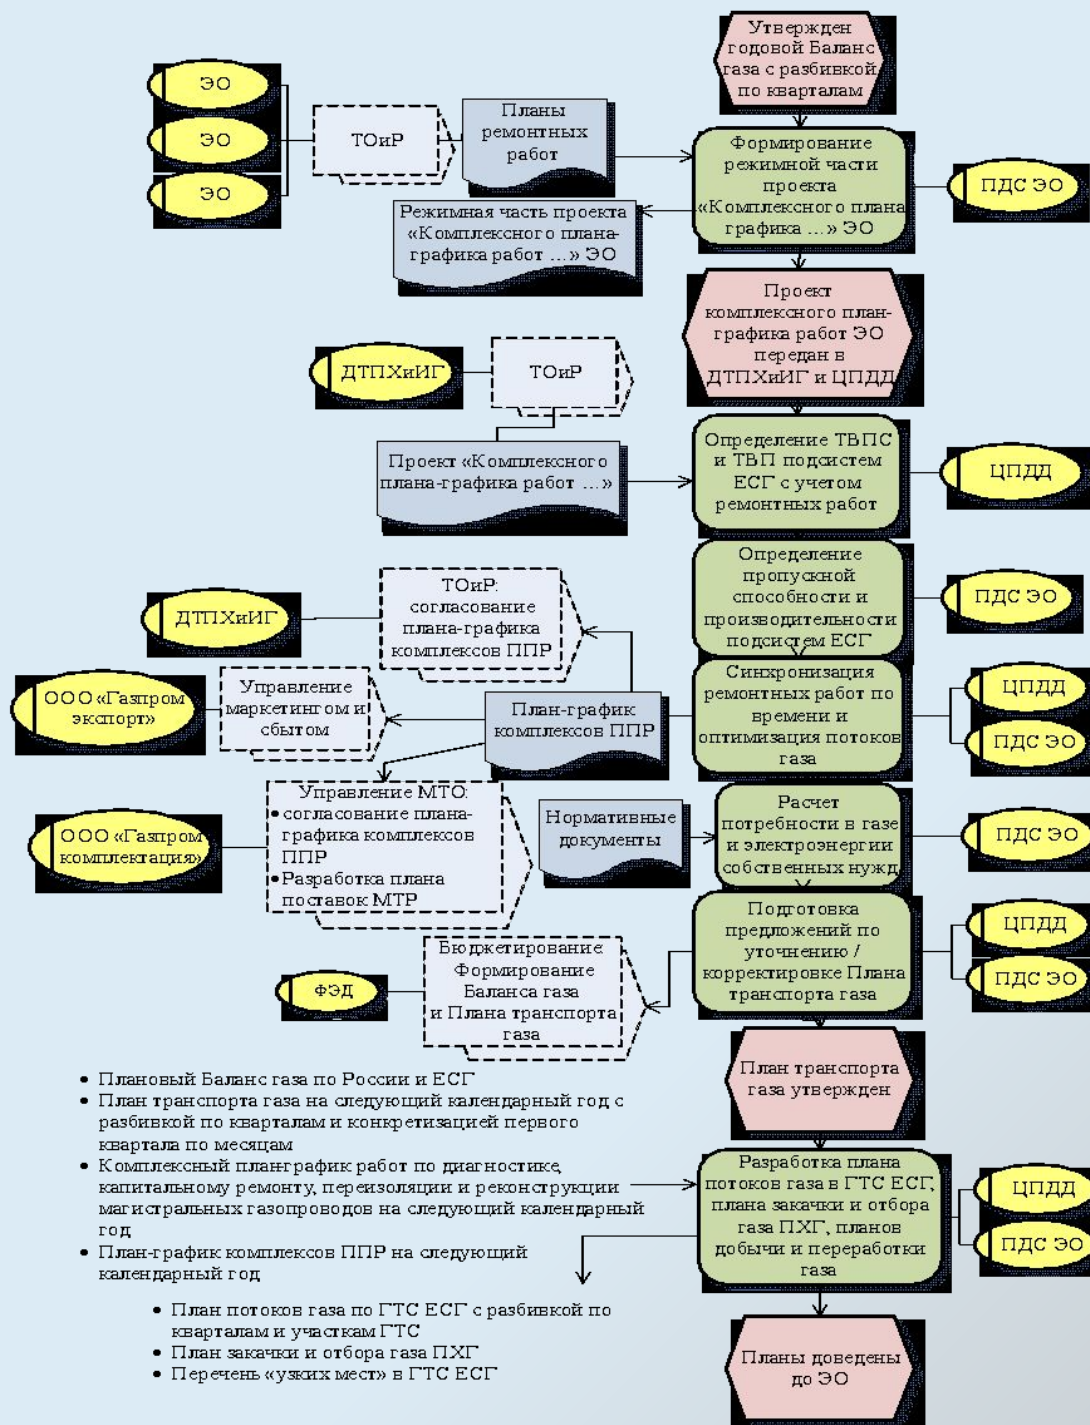 Утвержден
годовой Баланс
газа с разбивкой
по кварталам
ЭО
ЭО
ЭО
ТОиР
Планы
ремонтных
работ
Формирование
режимной части
проекта
«Комплексного плана
графика ...» ЭО
ПДС ЭО
Режимная часть проекта
«Комплексного плана-
графика работ ...» ЭО
Проект
комплексного план-
графика работ ЭО
передан в
ДТПХиИГ и ЦПДД
ДТПХиИГ
ТОиР
Проект «Комплексного
плана-графика работ ...»
Определение ТВПС
и ТВП подсистем
ЕСГ с учетом
ремонтных работ
ЦПДД
Определение
пропускной
способности и
производительности
подсистем ЕСГ
ПДС ЭО
ТОиР:
согласование
плана-графика
комплексов ППР
ДТПХиИГ
Синхронизация
ремонтных работ по
времени и
оптимизация потоков
газа
ЦПДД
ПДС ЭО
ООО «Газпром
экспорт»
Управление
маркетингом и
сбытом
План-график
комплексов ППР
Управление МТО:
• согласование плана-
графика комплексов
ППР
• Разработка плана
поставок МТР
ООО «Газпром
комплектация»
Нормативные
документы
Расчет
потребности в газе
и электроэнергии
собственных нужд
ПДС ЭО
Подготовка
предложений по
уточнению /
корректировке Плана
транспорта газа
ЦПДД
ПДС ЭО
Бюджетирование
Формирование
Баланса газа
и Плана транспорта
газа
ФЭД
План транспорта
газа утвержден
• Плановый Баланс газа по России и ЕСГ
• План транспорта газа на следующий календарный год с
разбивкой по кварталам и конкретизацией первого
квартала по месяцам
• Комплексный план-график работ по диагностике,
капитальному ремонту, переизоляции и реконструкции
магистральных газопроводов на следующий календарный
год
• План-график комплексов ППР на следующий
календарный год
Разработка плана
потоков газа в ГТС ЕСГ,
плана закачки и отбора
газа ПХГ, планов
добычи и переработки
газа
ЦПДД
ПДС ЭО
• План потоков газа по ГТС ЕСГ с разбивкой по
кварталам и участкам ГТС
• План закачки и отбора газа ПХГ
• Перечень «узких мест» в ГТС ЕСГ
Планы доведены
до ЭО